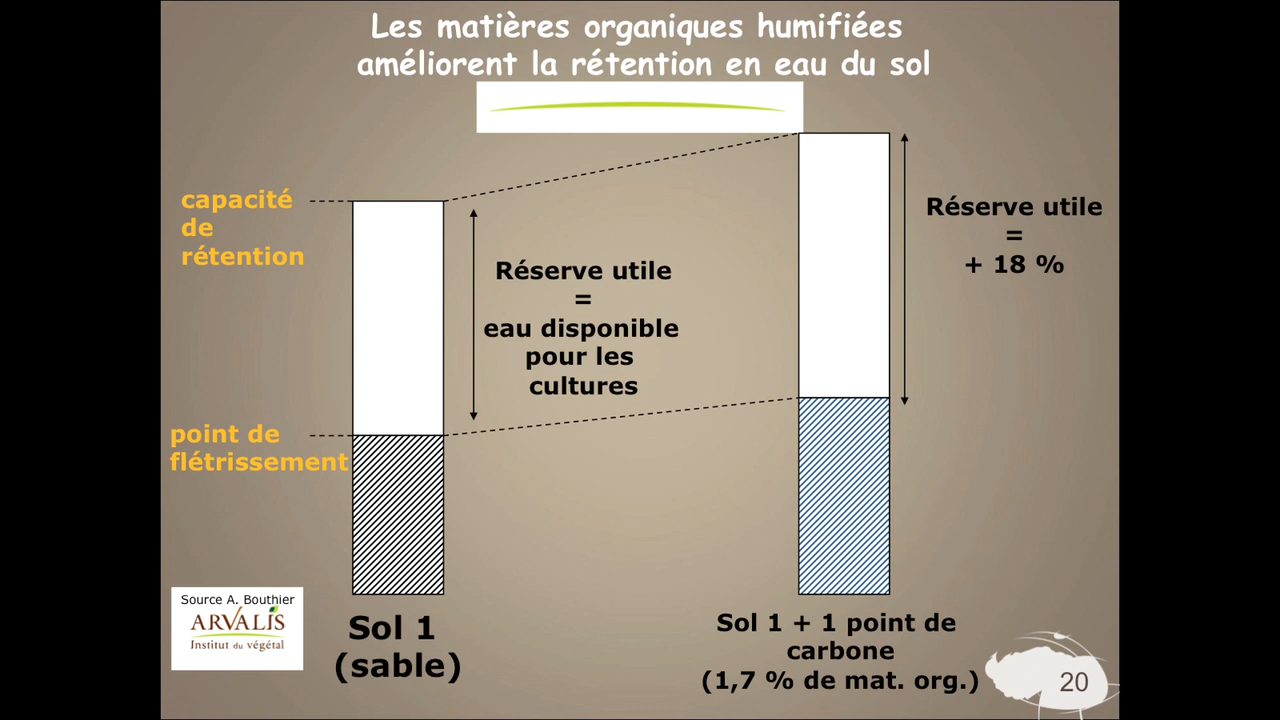 Les matières organiques humifiées
améliorent la rétention en eau du sol
capacité
de
rétention
Réserve utile
=
eau disponible
pour les
cultures
Réserve utile
=
+ 18 %
point de
flétrissement
Source A. Bouthier
ARVALIS
Institut du végétal
Sol 1
(sable)
Sol 1 + 1 point de
carbone
(1,7 % de mat. org.)
20